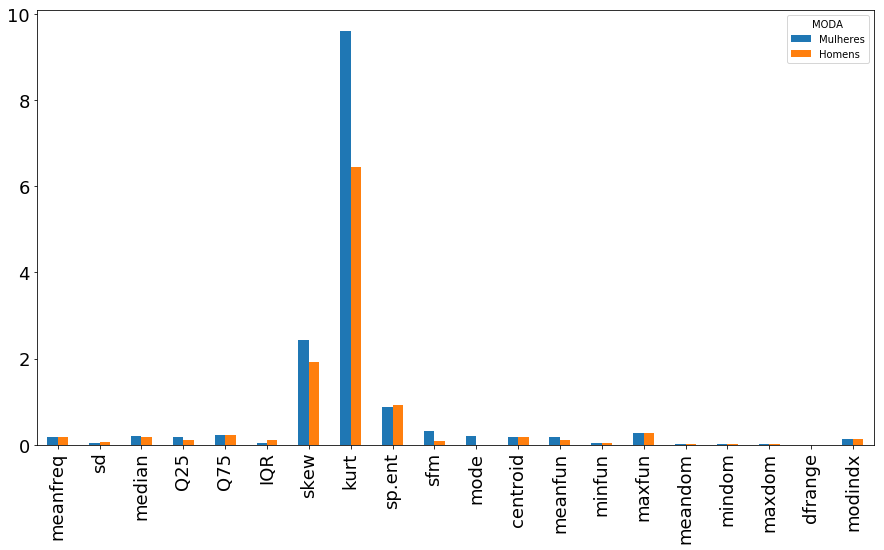 10
8
6
4
2
0
MODA
Mulheres
Homens
meanfreq
sd
median
Q25
Q75
IQR
skew
kurt
sp.ent
sfm
mode
centroid
meanfun
minfun
maxfun
meandom
mindom
maxdom
dfrange
modindx